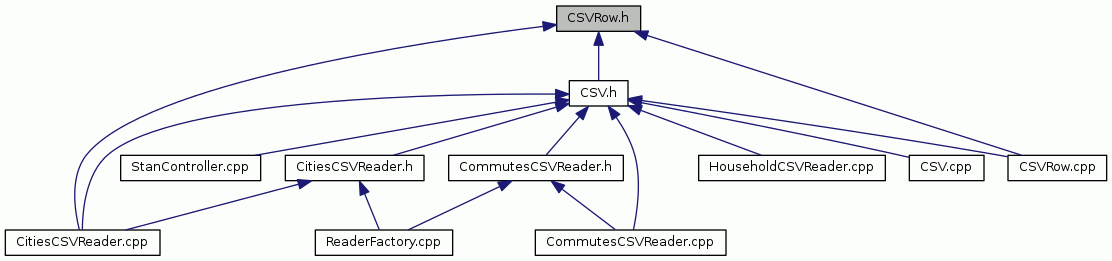 CSVRow.h
CSV.h
StanController.cpp
CitiesCSVReader.h
CommutesCSVReader.h
HouseholdCSVReader.cpp
CSV.cpp
CSVRow.cpp
CitiesCSVReader.cpp
ReaderFactory.cpp
CommutesCSVReader.cpp